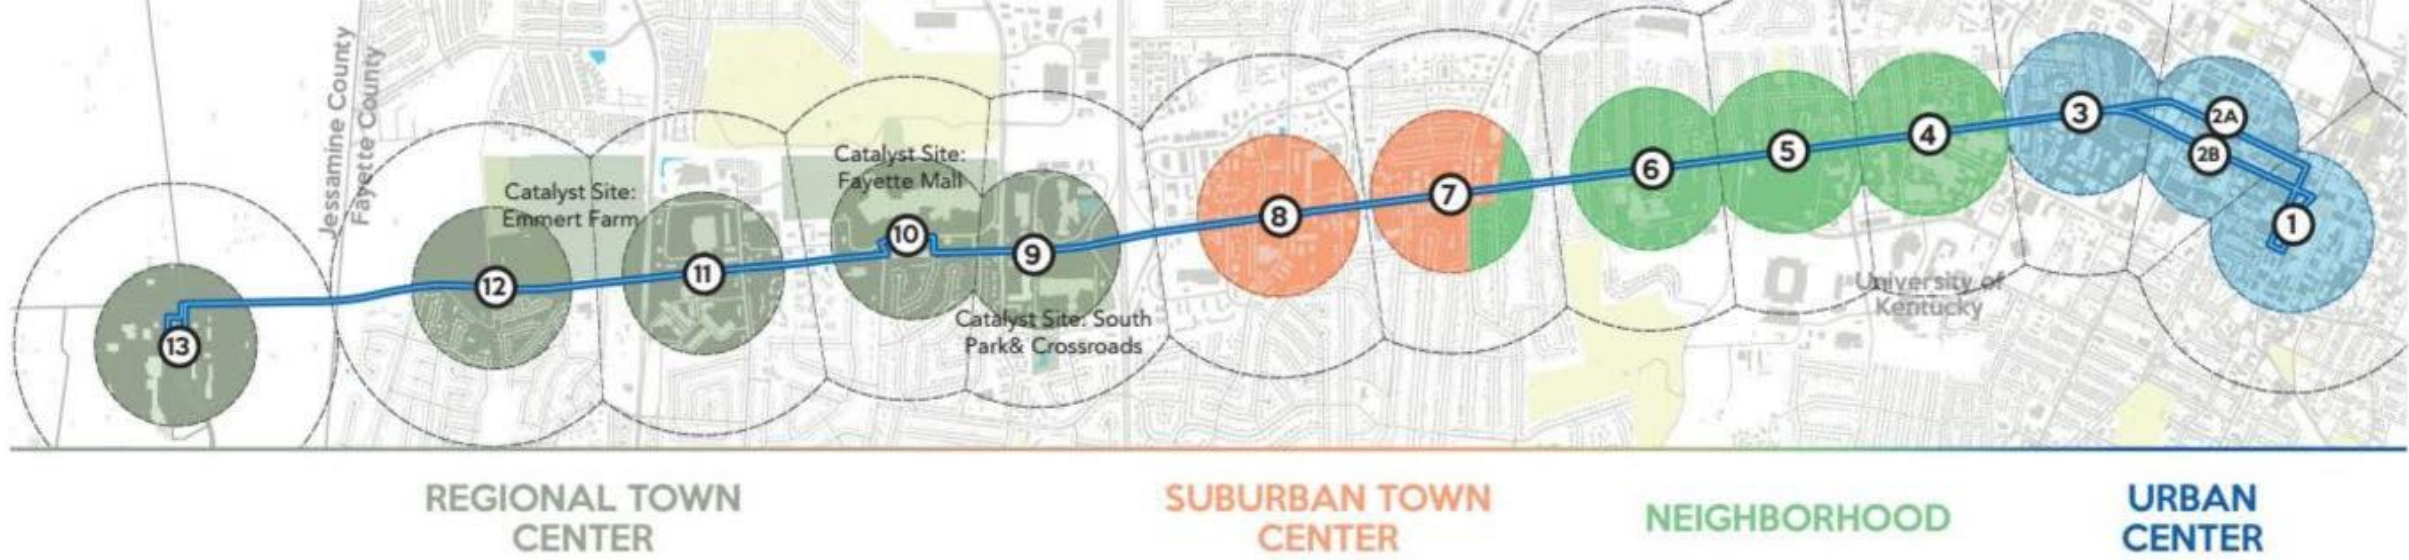 Jessamine County
Fayette County
Catalyst Site:
Emmert Farm
Catalyst Site:
Fayette Mall
Catalyst Site: South
Park& Crossroads
University of
Kentucky
13
12
11
10
9
8
7
6
5
4
3
2A
2B
1
REGIONAL TOWN
CENTER
SUBURBAN TOWN
CENTER
NEIGHBORHOOD
URBAN
CENTER